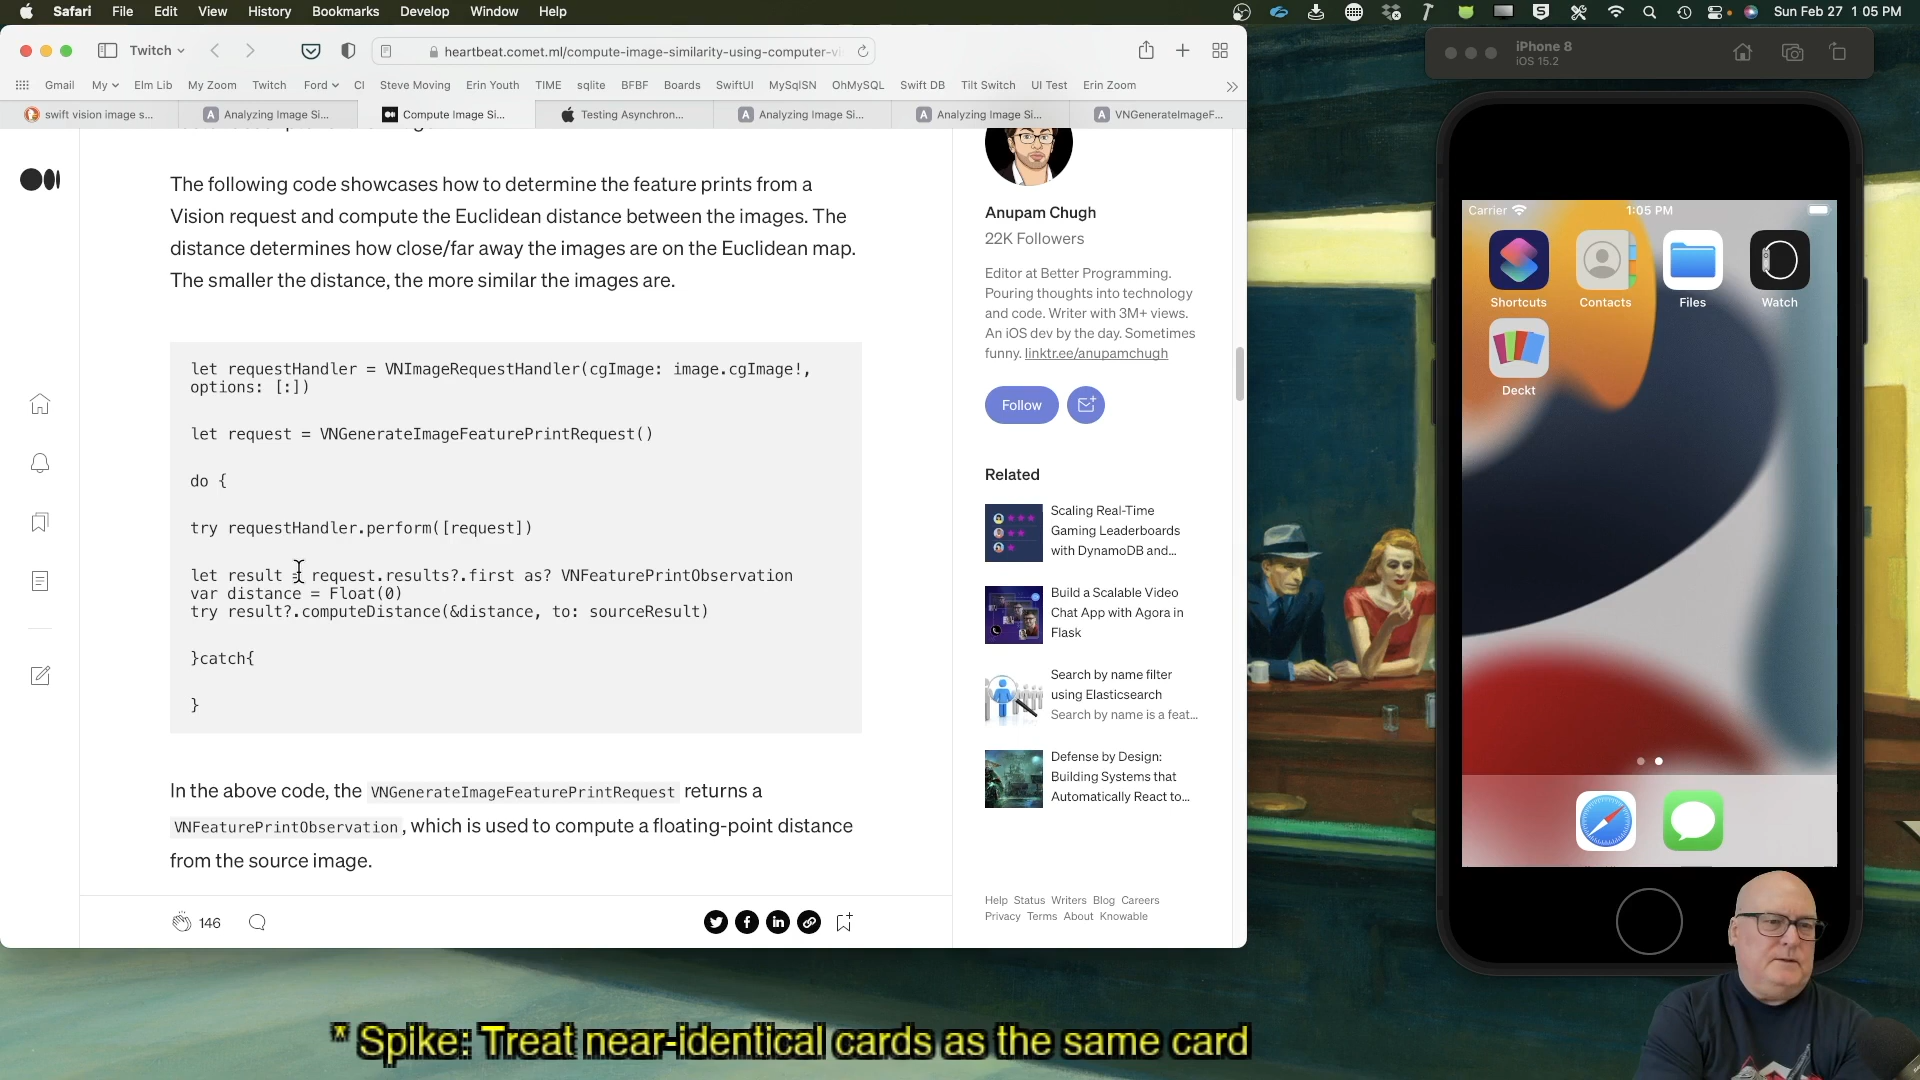 Safari File Edit View History Bookmarks Develop Window Help
Sun Feb 27 1 05 PM
Twitch
heartbeat.comet.ml/compute-image-similarity-using-computer-vi
Gmail My Elm Lib My Zoom Twitch Ford CI Steve Moving Erin Youth TIME sqlite BFBF Boards SwiftUI MySqlSN OhMySQL Swift DB Tilt Switch UI Test Erin Zoom
swift vision image s... Analyzing Image Si... Compute Image Si... Testing Asynchron... Analyzing Image Si... Analyzing Image Si... VNGenerateImageF...
The following code showcases how to determine the feature prints from a
Vision request and compute the Euclidean distance between the images. The
distance determines how close/far away the images are on the Euclidean map.
The smaller the distance, the more similar the images are.
let requestHandler = VNImageRequestHandler(cgImage: image.cgImage!,
options: [:])
let request = VNGenerateImageFeaturePrintRequest()
do {
try requestHandler.perform([request])
let result = request.results?.first as? VNFeaturePrintObservation
var distance = Float(0)
try result?.computeDistance(&distance, to: sourceResult)
}catch{
}
In the above code, the VNGenerateImageFeaturePrintRequest returns a
VNFeaturePrintObservation, which is used to compute a floating-point distance
from the source image.
146
Anupam Chugh
22K Followers
Editor at Better Programming.
Pouring thoughts into technology
and code. Writer with 3M+ views.
An iOS dev by the day. Sometimes
funny. linktr.ee/anupamchugh
Follow
Related
Scaling Real-Time
Gaming Leaderboards
with DynamoDB and...
Build a Scalable Video
Chat App with Agora in
Flask
Search by name filter
using Elasticsearch
Search by name is a feat...
Defense by Design:
Building Systems that
Automatically React to...
Help Status Writers Blog Careers
Privacy Terms About Knowable
iPhone 8
iOS 15.2
Carrier 1:05 PM
Shortcuts Contacts Files Watch
Deckt
* Spike: Treat near-identical cards as the same card